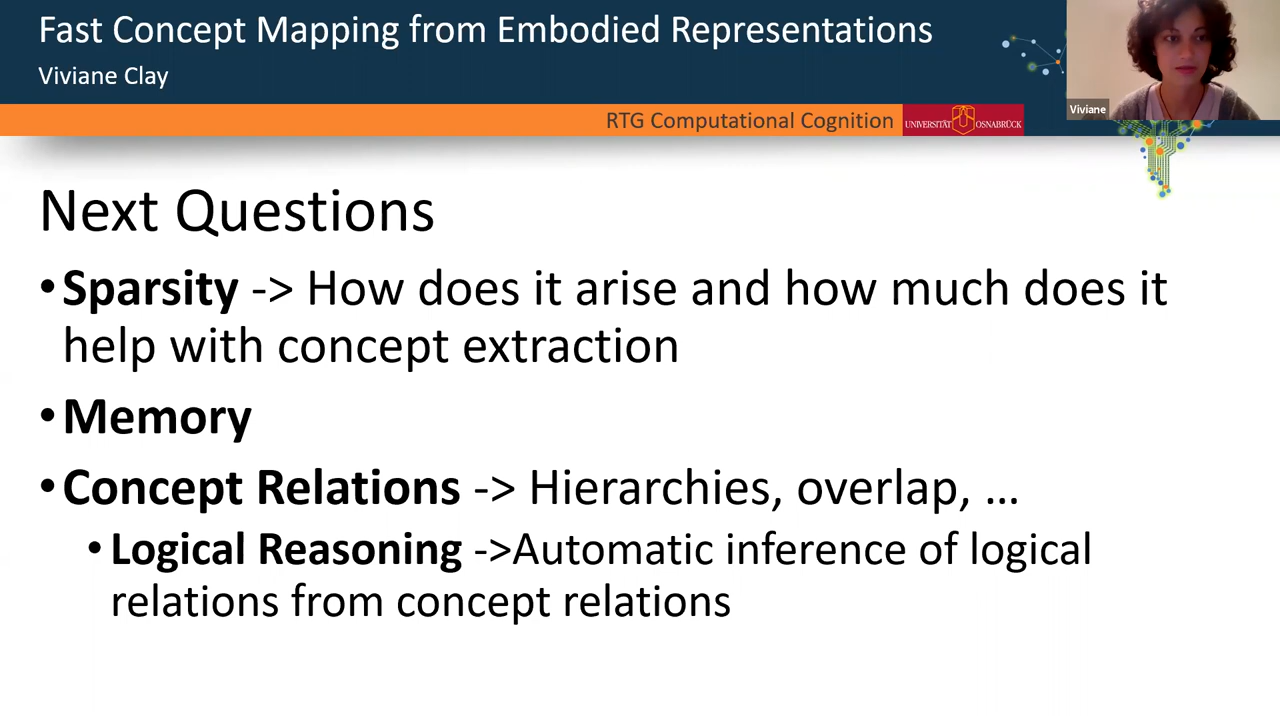 Fast Concept Mapping from Embodied Representations
Viviane Clay
Viviane
RTG Computational Cognition
UNIVERSITÄT OSNABRÜCK
Next Questions
•Sparsity -> How does it arise and how much does it
help with concept extraction
•Memory
•Concept Relations -> Hierarchies, overlap, …
•Logical Reasoning ->Automatic inference of logical
relations from concept relations